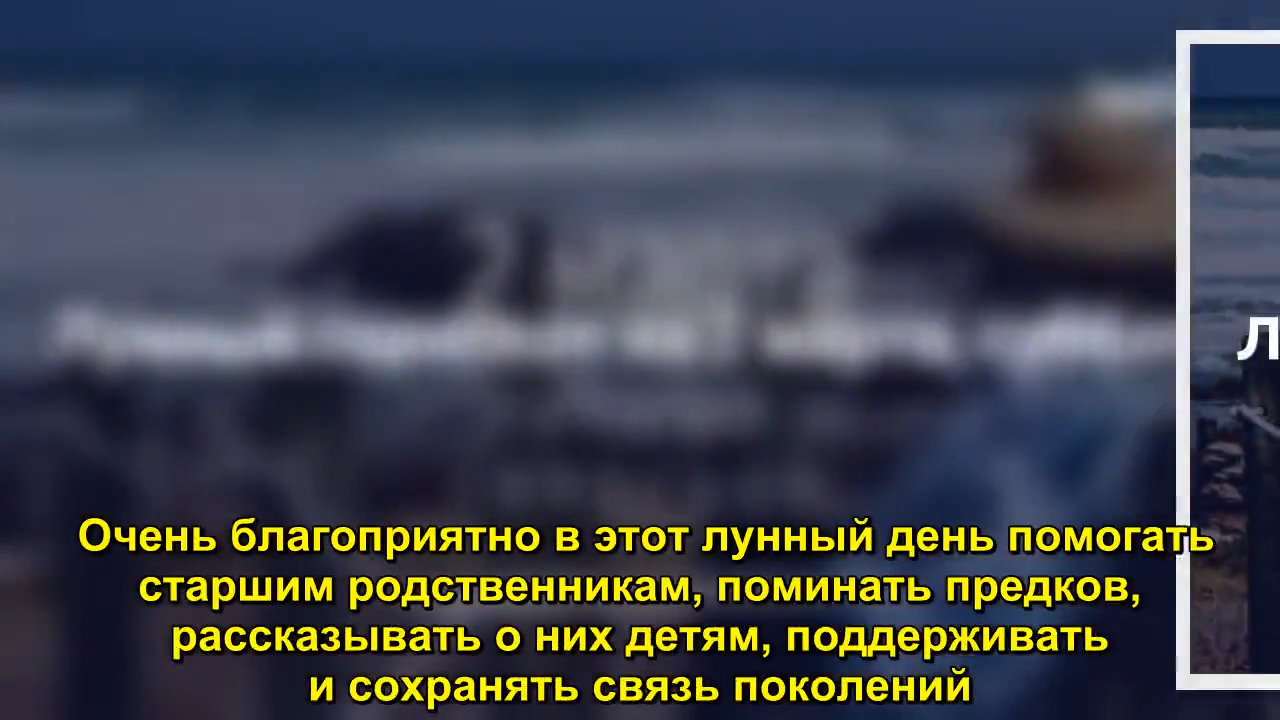 Л
Очень благоприятно в этот лунный день помогать
старшим родственникам, поминать предков,
рассказывать о них детям, поддерживать
и сохранять связь поколений